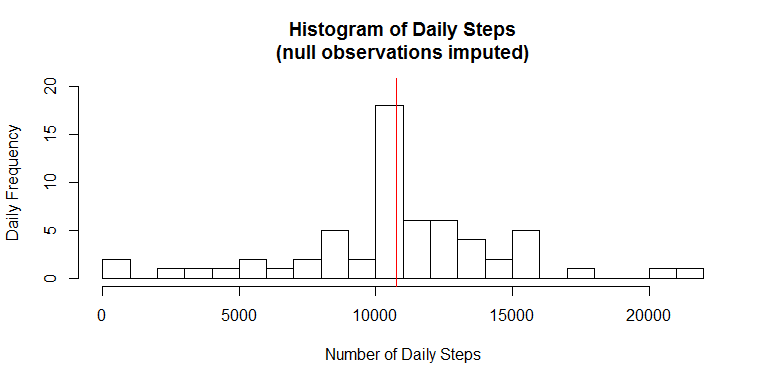 Histogram of Daily Steps
(null observations imputed)
Daily Frequency
20
15
10
5
0
0 5000 10000 15000 20000
Number of Daily Steps